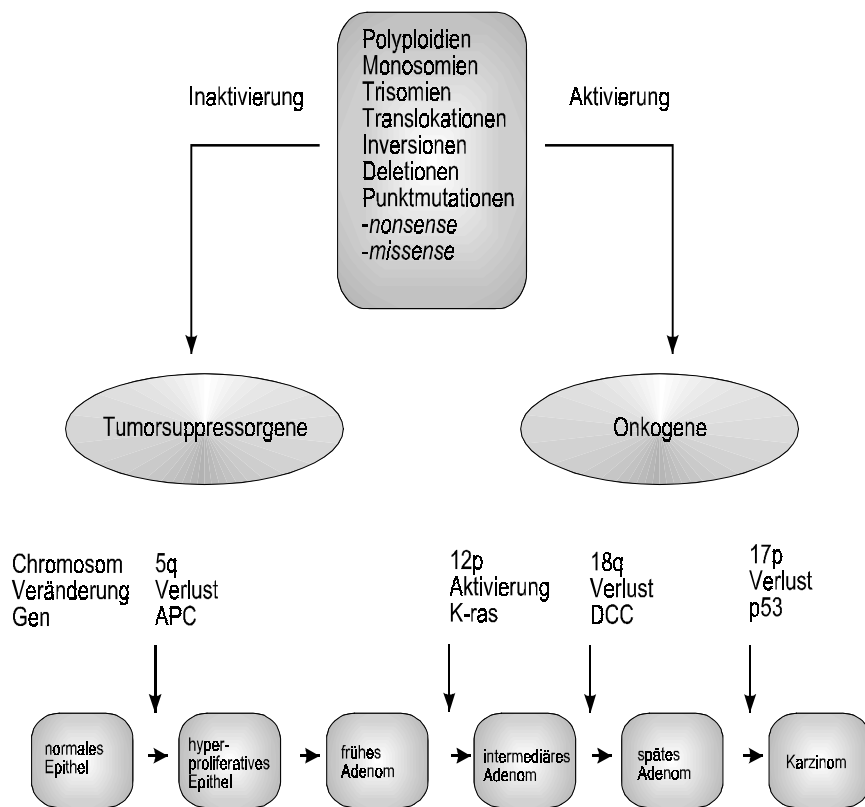 Polyploidien
Monosomien
Trisomien
Translokationen
Inversionen
Deletionen
Punktmutationen
-nonsense
-missense
Inaktivierung
Aktivierung
Tumorsuppressorgene
Onkogene
Chromosom
Veränderung
Gen
5q
Verlust
APC
12p
Aktivierung
K-ras
18q
Verlust
DCC
17p
Verlust
p53
normales
Epithel
hyper-
proliferatives
Epithel
frühes
Adenom
intermediäres
Adenom
spätes
Adenom
Karzinom